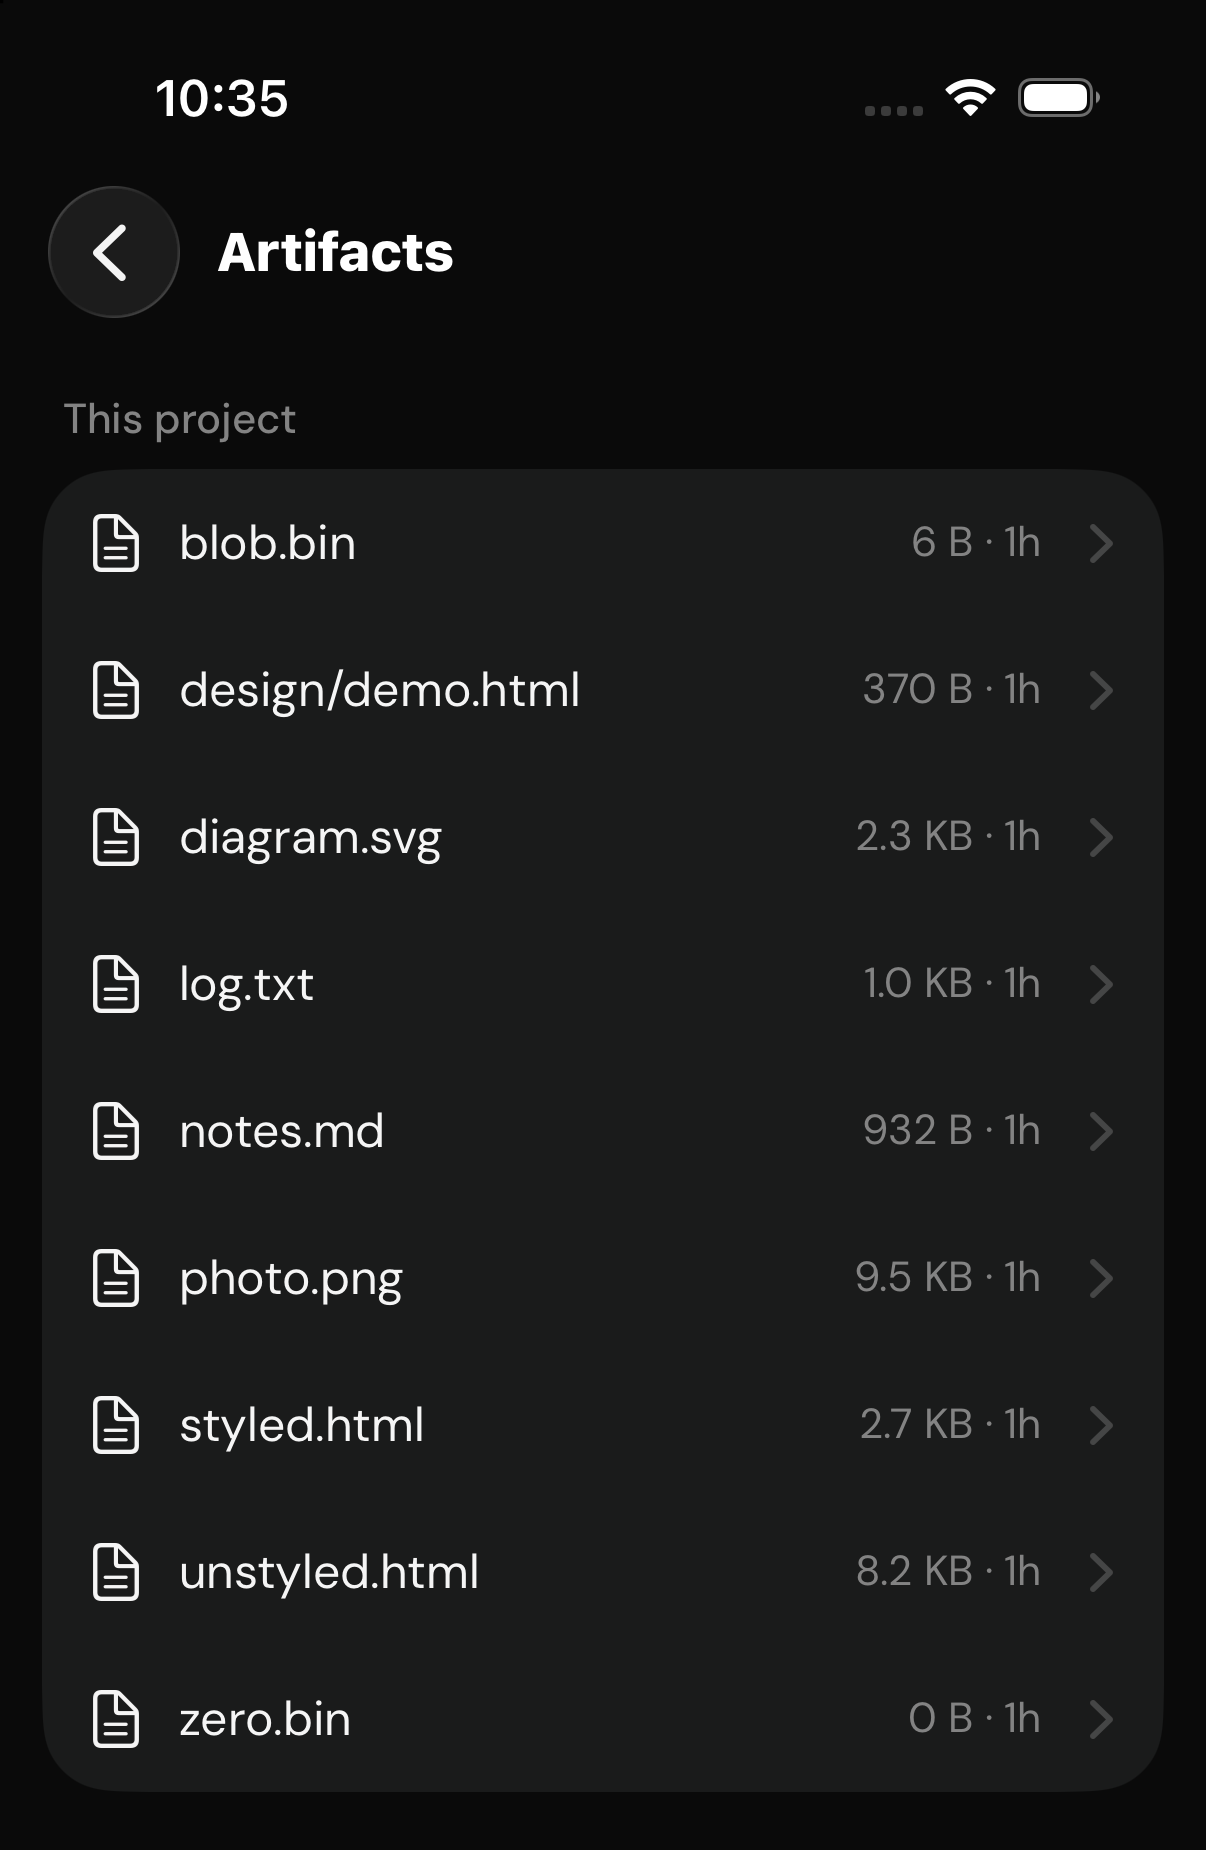 10:35
Artifacts
This project
blob.bin 6 B · 1h
design/demo.html 370 B · 1h
diagram.svg 2.3 KB · 1h
log.txt 1.0 KB · 1h
notes.md 932 B · 1h
photo.png 9.5 KB · 1h
styled.html 2.7 KB · 1h
unstyled.html 8.2 KB · 1h
zero.bin 0 B · 1h